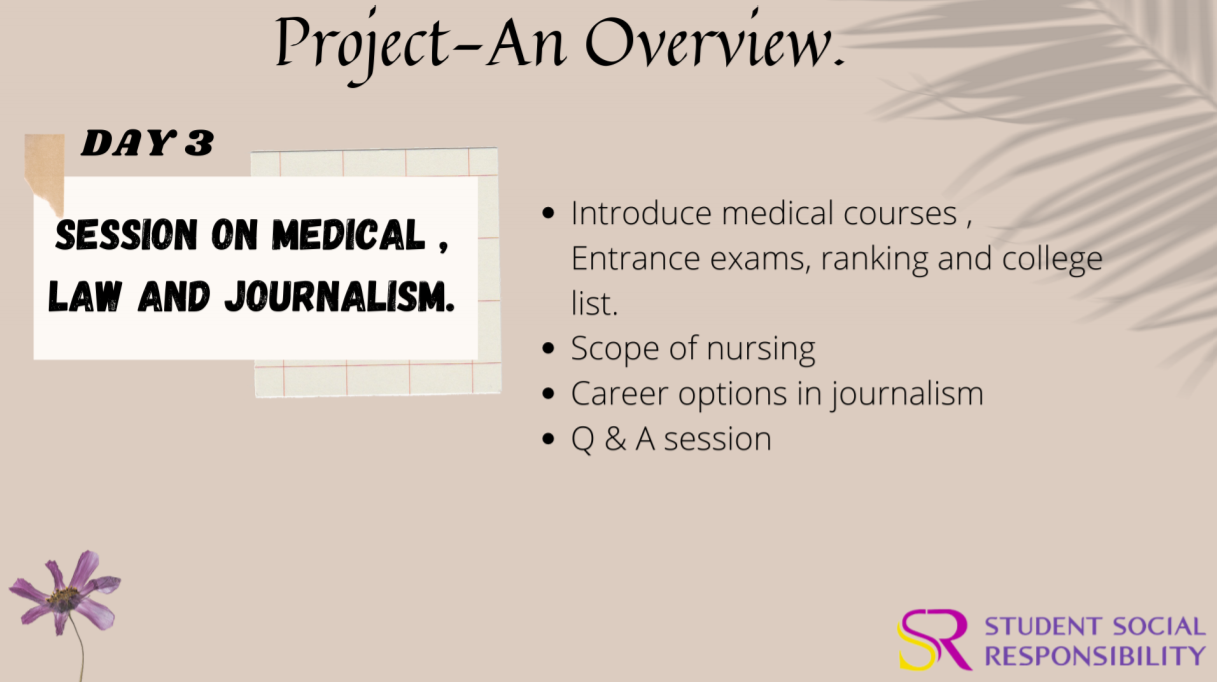 Project-An Overview.
DAY 3
SESSION ON MEDICAL ,
LAW AND JOURNALISM.
• Introduce medical courses ,
Entrance exams, ranking and college
list.
• Scope of nursing
• Career options in journalism
• Q & A session
SR STUDENT SOCIAL
RESPONSIBILITY